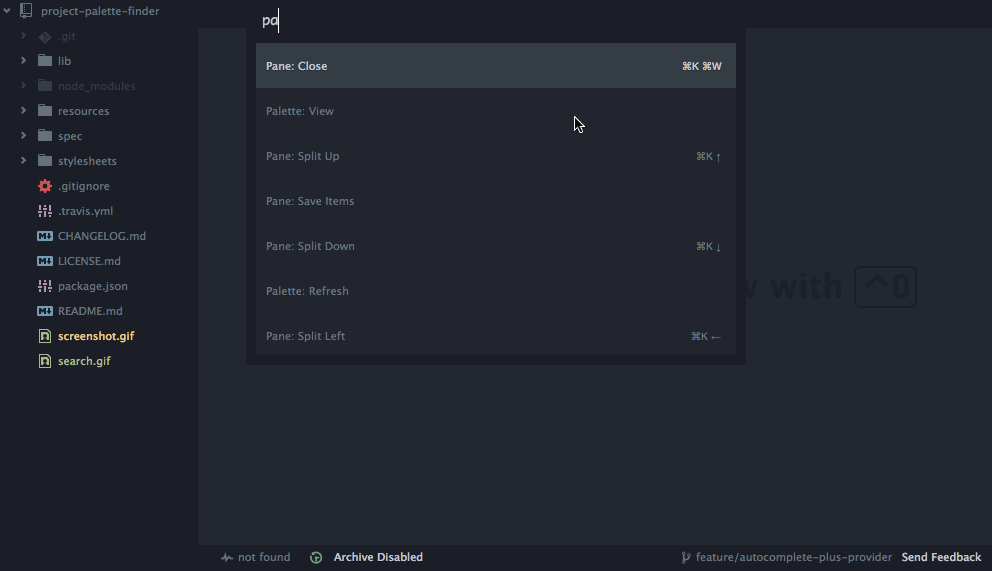 project-palette-finder
.git
lib
node_modules
resources
spec
stylesheets
.gitignore
.travis.yml
CHANGELOG.md
LICENSE.md
package.json
README.md
screenshot.gif
search.gif
pa
Pane: Close ⌘K ⌘W
Palette: View
Pane: Split Up ⌘K ↑
Pane: Save Items
Pane: Split Down ⌘K ↓
Palette: Refresh
Pane: Split Left ⌘K ←
with ^0
not found Archive Disabled feature/autocomplete-plus-provider Send Feedback